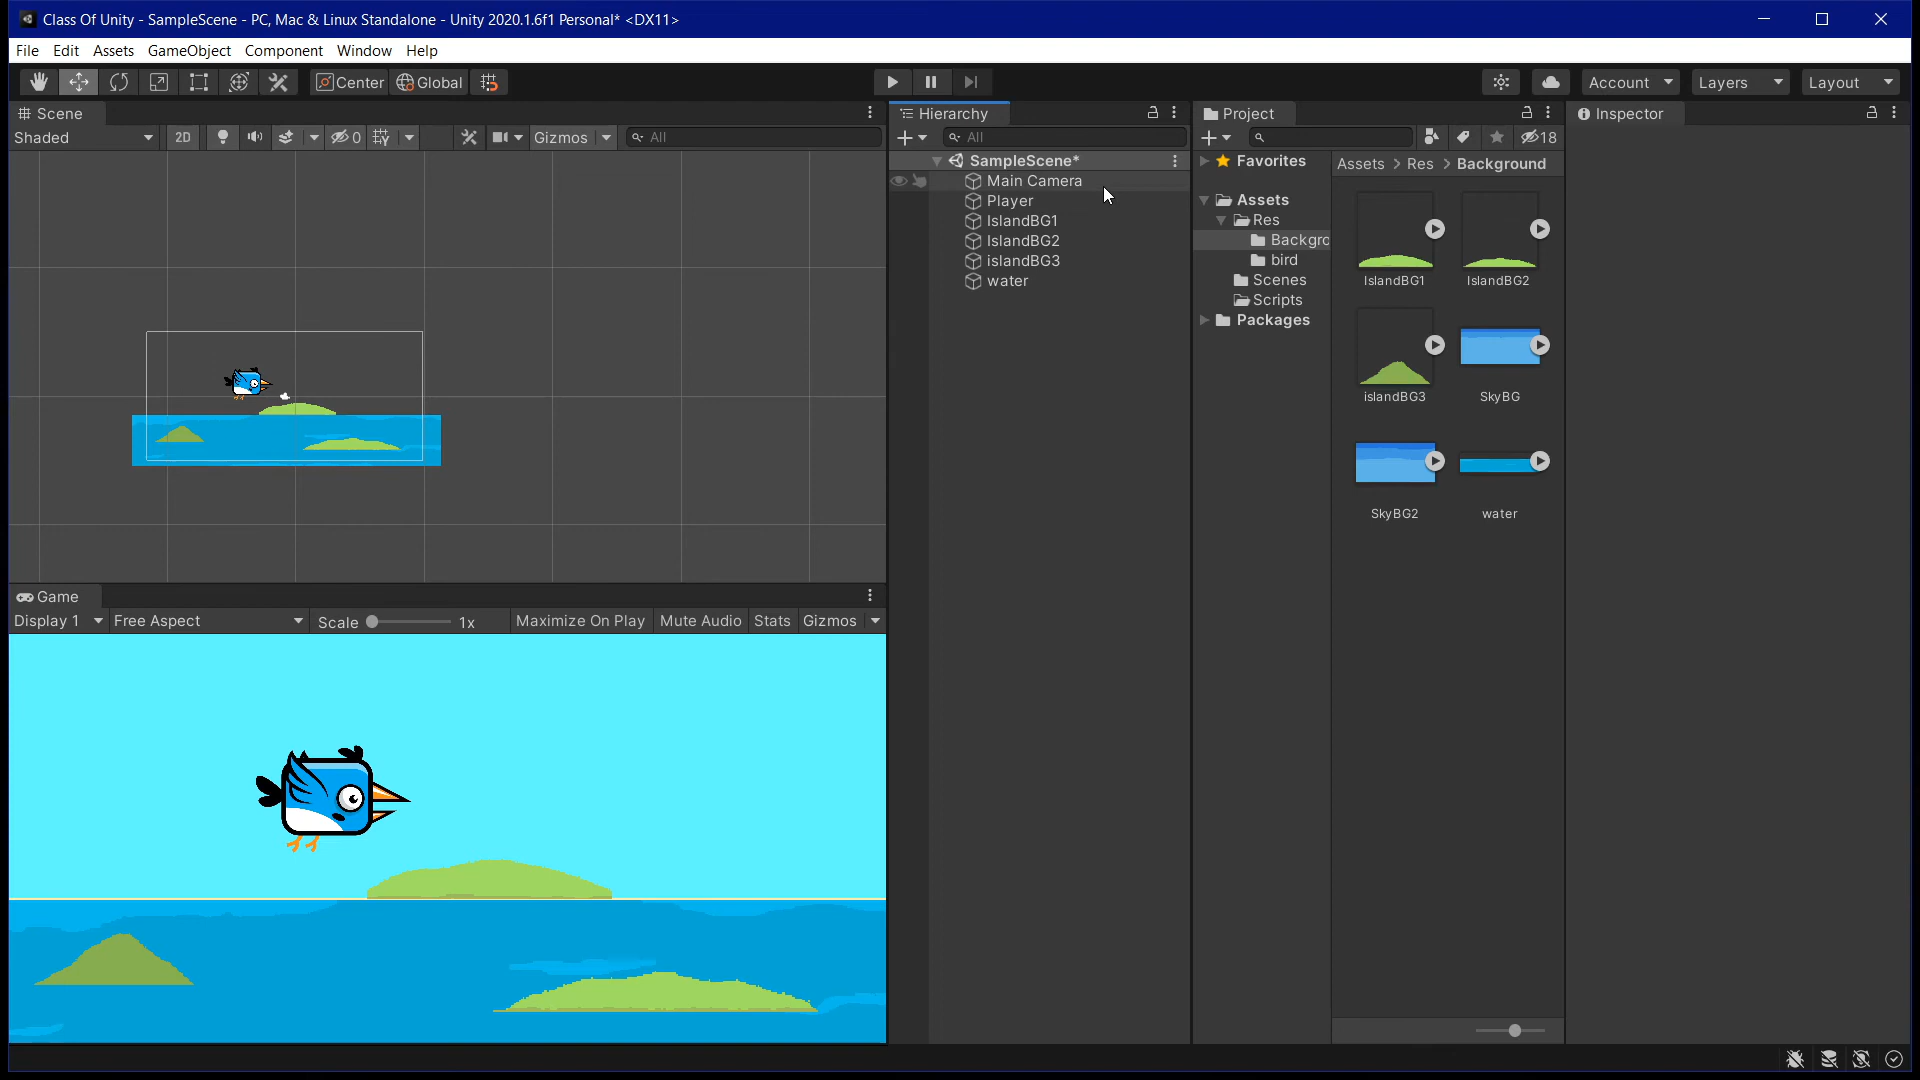 Class Of Unity - SampleScene - PC, Mac & Linux Standalone - Unity 2020.1.6f1 Personal* <DX11>
File Edit Assets GameObject Component Window Help
Center Global Account Layers Layout
Scene
Shaded 2D 0 Gizmos All
Game
Display 1 Free Aspect Scale 1x Maximize On Play Mute Audio Stats Gizmos
Hierarchy
All
SampleScene*
Main Camera
Player
IslandBG1
IslandBG2
islandBG3
water
Project
18
Favorites
Assets
Res
Backgro
bird
Scenes
Scripts
Packages
Assets > Res > Background
IslandBG1 IslandBG2
islandBG3 SkyBG
SkyBG2 water
Inspector